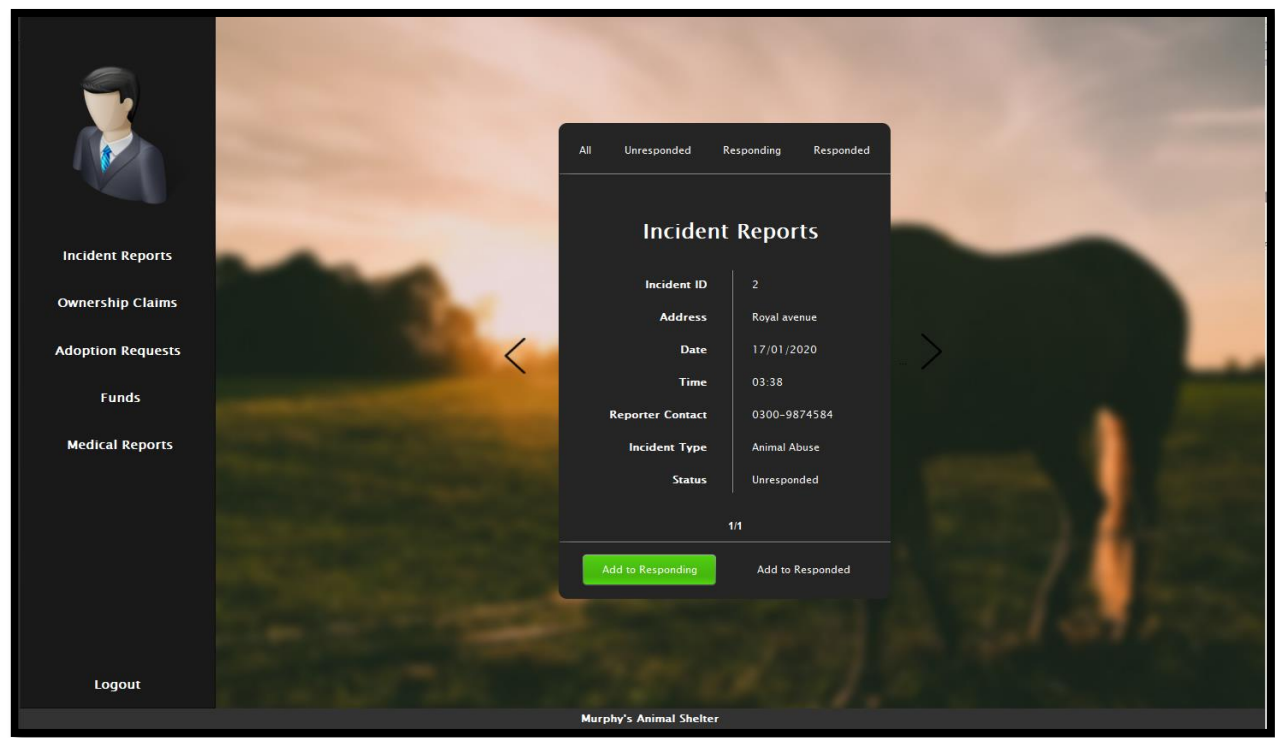 All Unresponded Responding Responded
Incident Reports
Incident ID 2
Address Royal avenue
Date 17/01/2020
Time 03:38
Reporter Contact 0300-9874584
Incident Type Animal Abuse
Status Unresponded
1/1
Add to Responding Add to Responded
Incident Reports
Ownership Claims
Adoption Requests
Funds
Medical Reports
Logout
Murphy's Animal Shelter